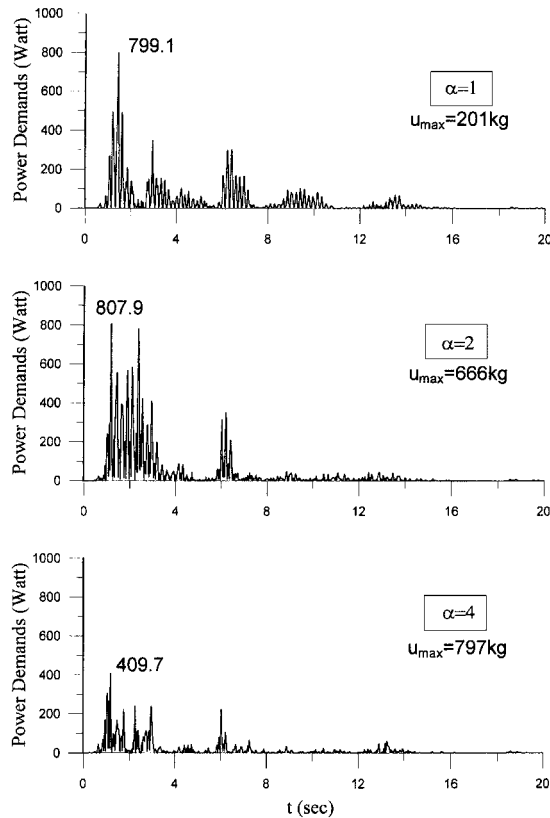 1000
799.1
800
Power Demands (Watt)
α=1
600
u_max=201kg
400
200
0
0 4 8 12 16 20
1000
807.9
800
Power Demands (Watt)
α=2
600
u_max=666kg
400
200
0
0 4 8 12 16 20
1000
800
Power Demands (Watt)
α=4
600
u_max=797kg
409.7
400
200
0
0 4 8 12 16 20
t (sec)